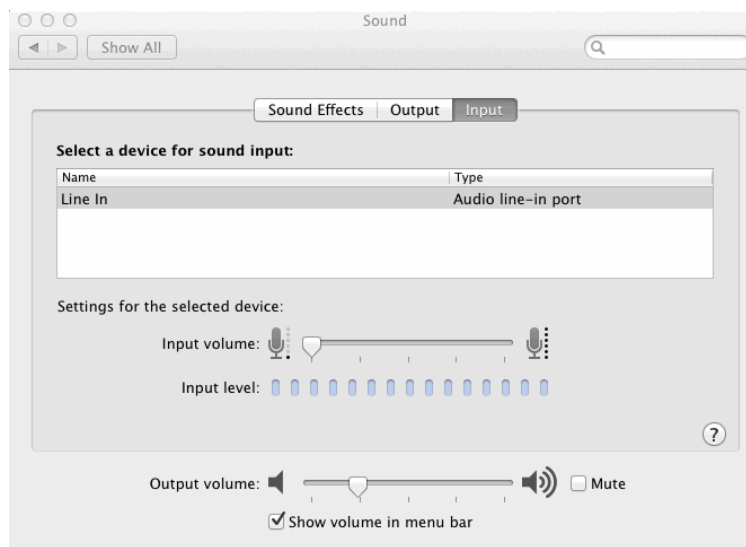 Sound
Show All
Sound Effects Output Input
Select a device for sound input:
Name Type
Line In Audio line-in port
Settings for the selected device:
Input volume:
Input level:
?
Output volume: Mute
Show volume in menu bar